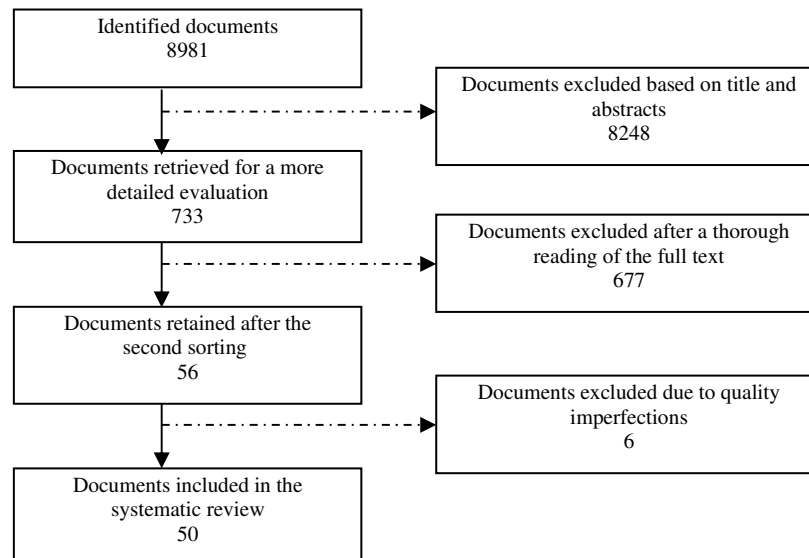 Identified documents
8981
Documents excluded based on title and
abstracts
8248
Documents retrieved for a more
detailed evaluation
733
Documents excluded after a thorough
reading of the full text
677
Documents retained after the
second sorting
56
Documents excluded due to quality
imperfections
6
Documents included in the
systematic review
50